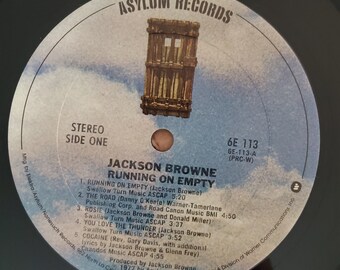 ASYLUM RECORDS
STEREO
SIDE ONE
6E 113
6E-113-A
(PRC-W)
JACKSON BROWNE
RUNNING ON EMPTY
1. RUNNING ON EMPTY (Jackson Browne)
Swallow Turn Music ASCAP 5:20
2. THE ROAD (Danny O'Keefe) Warner-Tamerlane
Publishing Corp. and Road Canon Music BMI 4:50
3. ROSIE (Jackson Browne and Donald Miller)
Swallow Turn Music ASCAP 3:37
4. YOU LOVE THE THUNDER (Jackson Browne)
Swallow Turn Music ASCAP 3:52
5. COCAINE (Rev. Gary Davis, with additional
lyrics by Jackson Browne & Glenn Frey)
Chandos Music ASCAP 4:55
Produced by Jackson Browne
1977